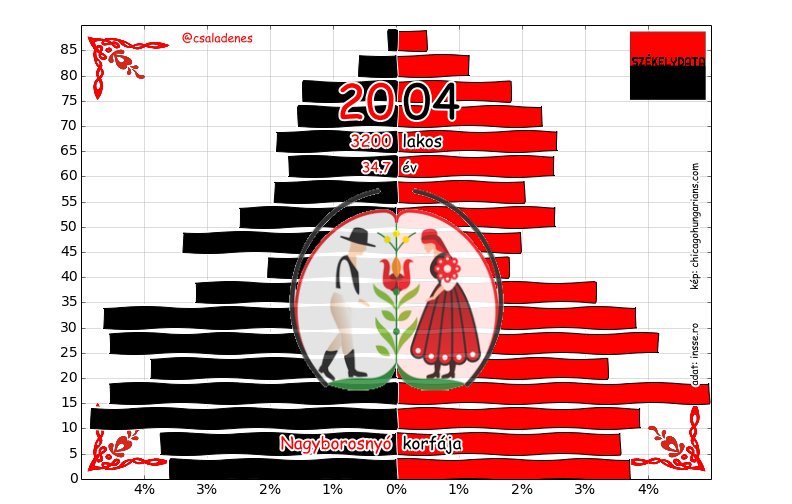 @csaladenes
SZÉKELYDATA
2004
3200 lakos
34.7 év
kép: chicagohungarians.com
adat: insse.ro
Nagyborosnyó korfája
85
80
75
70
65
60
55
50
45
40
35
30
25
20
15
10
5
0
4% 3% 2% 1% 0% 1% 2% 3% 4%